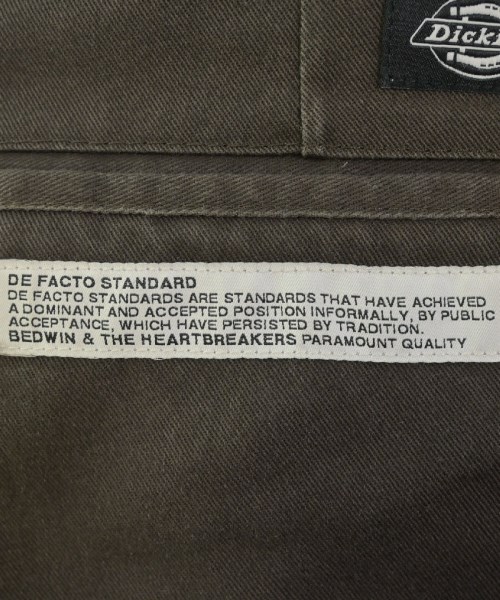 Dicki
DE FACTO STANDARD
DE FACTO STANDARDS ARE STANDARDS THAT HAVE ACHIEVED
A DOMINANT AND ACCEPTED POSITION INFORMALLY, BY PUBLIC
ACCEPTANCE, WHICH HAVE PERSISTED BY TRADITION.
BEDWIN & THE HEARTBREAKERS PARAMOUNT QUALITY